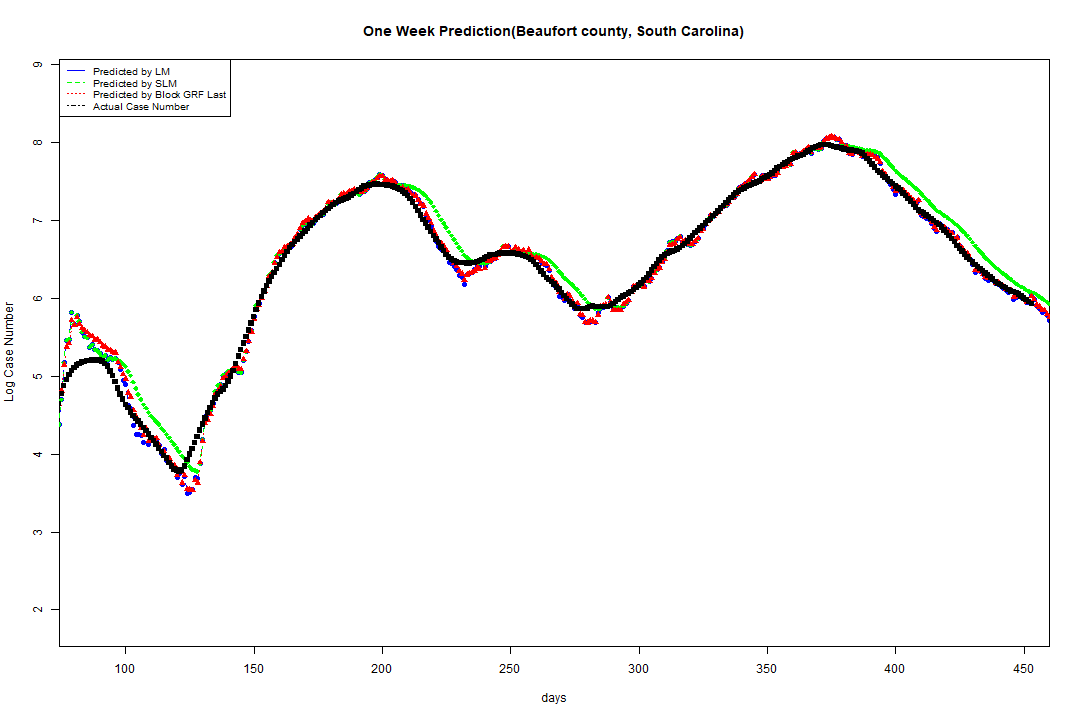 One Week Prediction(Beaufort county, South Carolina)
Predicted by LM
Predicted by SLM
Predicted by Block GRF Last
Actual Case Number
Log Case Number
9
8
7
6
5
4
3
2
100 150 200 250 300 350 400 450
days